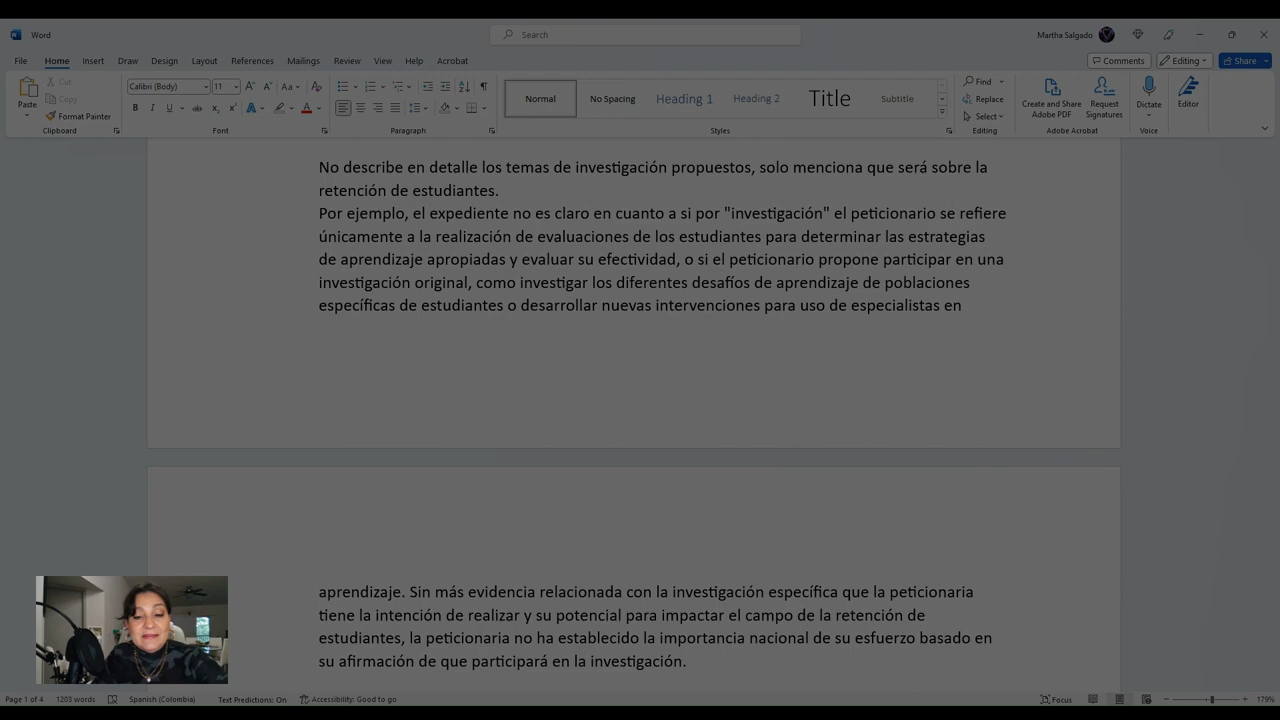 Word
Search
Martha Salgado
File Home Insert Draw Design Layout References Mailings Review View Help Acrobat
Comments Editing Share
Paste
Cut
Copy
Format Painter
Clipboard
Calibri (Body) 11
Font
Paragraph
Normal
No Spacing
Heading 1
Heading 2
Title
Subtitle
Styles
Find
Replace
Select
Editing
Create and Share
Adobe PDF
Request
Signatures
Adobe Acrobat
Dictate
Voice
Editor
No describe en detalle los temas de investigación propuestos, solo menciona que será sobre la
retención de estudiantes.
Por ejemplo, el expediente no es claro en cuanto a si por "investigación" el peticionario se refiere
únicamente a la realización de evaluaciones de los estudiantes para determinar las estrategias
de aprendizaje apropiadas y evaluar su efectividad, o si el peticionario propone participar en una
investigación original, como investigar los diferentes desafíos de aprendizaje de poblaciones
específicas de estudiantes o desarrollar nuevas intervenciones para uso de especialistas en
aprendizaje. Sin más evidencia relacionada con la investigación específica que la peticionaria
tiene la intención de realizar y su potencial para impactar el campo de la retención de
estudiantes, la peticionaria no ha establecido la importancia nacional de su esfuerzo basado en
su afirmación de que participará en la investigación.
Page 1 of 4 1203 words Spanish (Colombia) Text Predictions: On Accessibility: Good to go Focus 179%